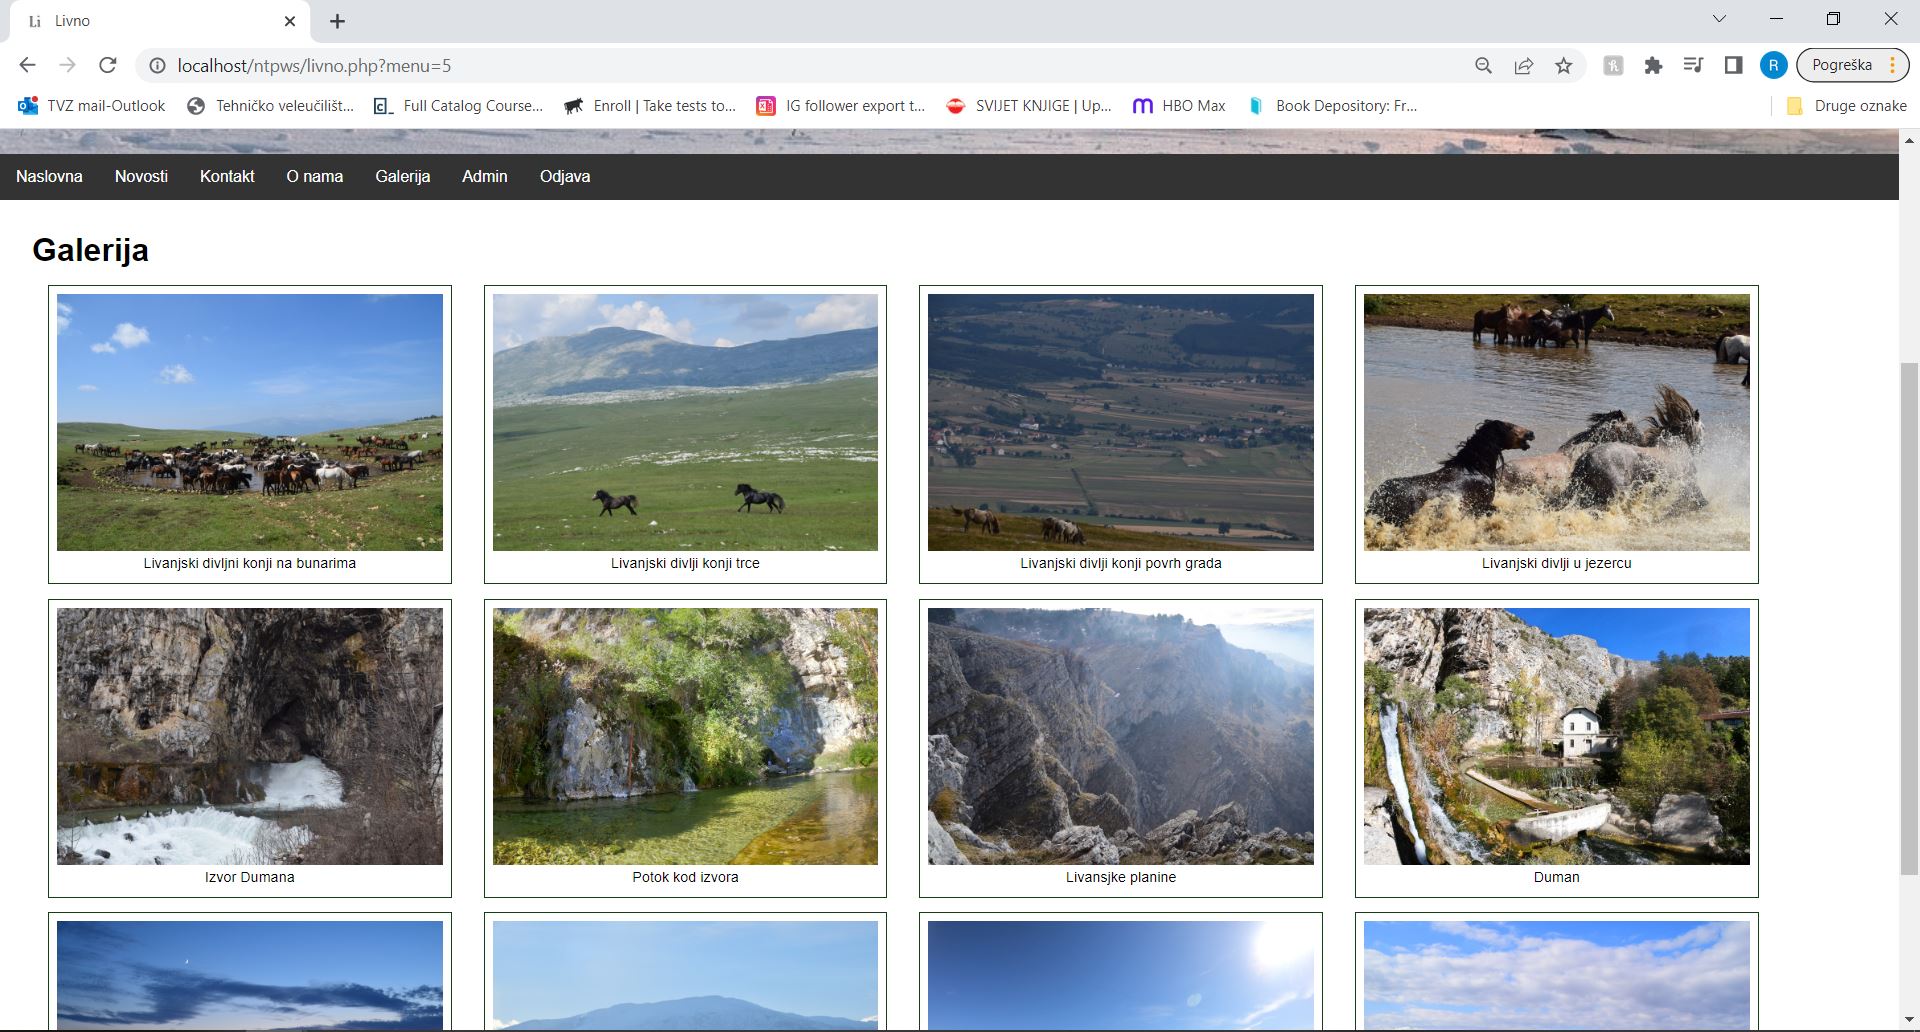 Li Livno
localhost/ntpws/livno.php?menu=5
R
Pogreška
TVZ mail-Outlook Tehničko veleučilišt... Full Catalog Course... Enroll | Take tests to... IG follower export t... SVIJET KNJIGE | Up... HBO Max Book Depository: Fr... Druge oznake
Naslovna Novosti Kontakt O nama Galerija Admin Odjava
Galerija
Livanjski divljni konji na bunarima
Livanjski divlji konji trce
Livanjski divlji konji povrh grada
Livanjski divlji u jezercu
Izvor Dumana
Potok kod izvora
Livansjke planine
Duman